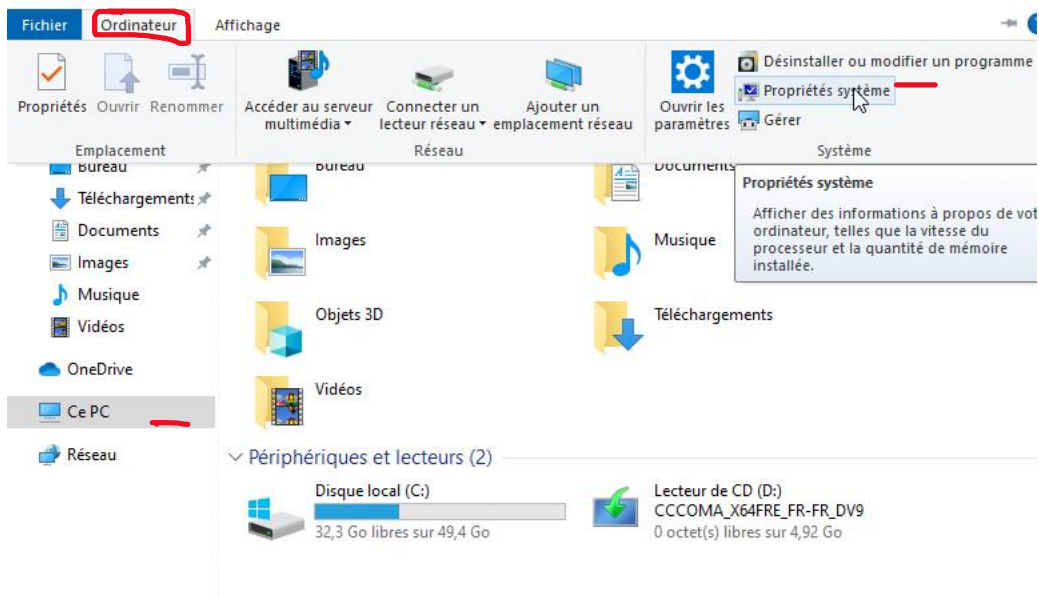 Fichier
Ordinateur
Affichage
Propriétés Ouvrir Renommer
Emplacement
Accéder au serveur
multimédia
Connecter un
lecteur réseau
Ajouter un
emplacement réseau
Réseau
Ouvrir les
paramètres
Désinstaller ou modifier un programme
Propriétés système
Gérer
Système
Propriétés système
Afficher des informations à propos de vot
ordinateur, telles que la vitesse du
processeur et la quantité de mémoire
installée.
Bureau
Téléchargements
Documents
Images
Musique
Vidéos
OneDrive
Ce PC
Réseau
Bureau
Documents
Images
Musique
Objets 3D
Téléchargements
Vidéos
Périphériques et lecteurs (2)
Disque local (C:)
32,3 Go libres sur 49,4 Go
Lecteur de CD (D:)
CCCOMA_X64FRE_FR-FR_DV9
0 octet(s) libres sur 4,92 Go